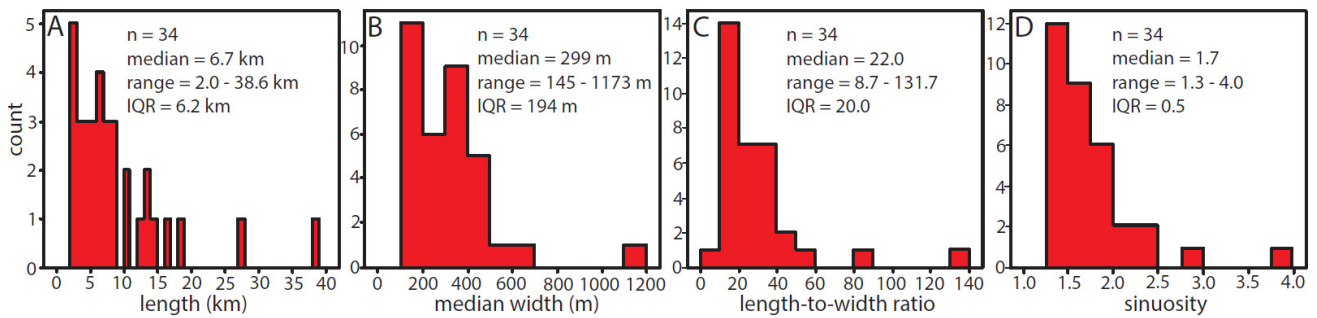 A
n = 34
median = 6.7 km
range = 2.0 - 38.6 km
IQR = 6.2 km
count
5
4
3
2
1
0
0 5 10 15 20 25 30 35 40
length (km)
B
n = 34
median = 299 m
range = 145 - 1173 m
IQR = 194 m
10
8
6
4
2
0
0 200 400 600 800 1000 1200
median width (m)
C
n = 34
median = 22.0
range = 8.7 - 131.7
IQR = 20.0
14
12
10
8
6
4
2
0
0 20 40 60 80 100 120 140
length-to-width ratio
D
n = 34
median = 1.7
range = 1.3 - 4.0
IQR = 0.5
12
10
8
6
4
2
0
1.0 1.5 2.0 2.5 3.0 3.5 4.0
sinuosity